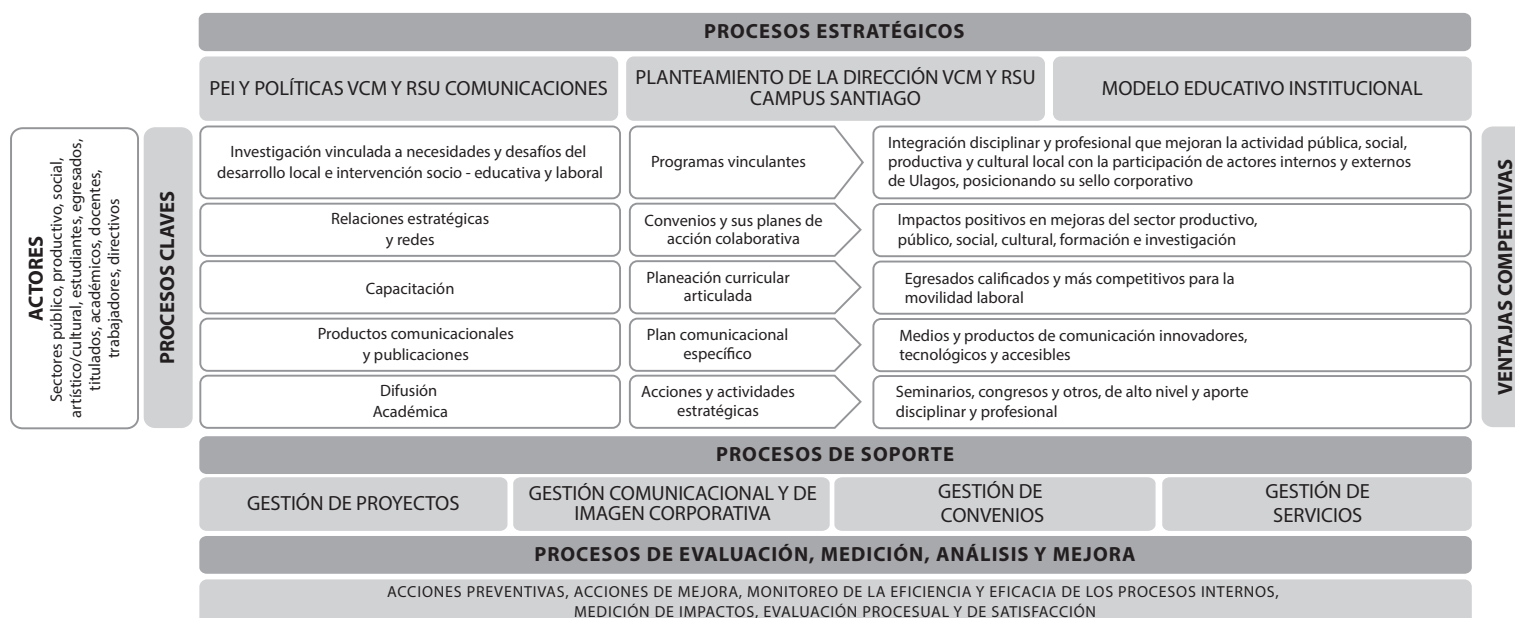 PROCESOS ESTRATÉGICOS
PEI Y POLÍTICAS VCM Y RSU COMUNICACIONES
PLANTEAMIENTO DE LA DIRECCIÓN VCM Y RSU
CAMPUS SANTIAGO
MODELO EDUCATIVO INSTITUCIONAL
ACTORES
Sectores público, productivo, social,
artístico/cultural, estudiantes, egresados,
titulados, académicos, docentes,
trabajadores, directivos
PROCESOS CLAVES
Investigación vinculada a necesidades y desafíos del
desarrollo local e intervención socio - educativa y laboral
Programas vinculantes
Integración disciplinar y profesional que mejoran la actividad pública, social,
productiva y cultural local con la participación de actores internos y externos
de Ulagos, posicionando su sello corporativo
Relaciones estratégicas
y redes
Convenios y sus planes de
acción colaborativa
Impactos positivos en mejoras del sector productivo,
público, social, cultural, formación e investigación
Capacitación
Planeación curricular
articulada
Egresados calificados y más competitivos para la
movilidad laboral
Productos comunicacionales
y publicaciones
Plan comunicacional
específico
Medios y productos de comunicación innovadores,
tecnológicos y accesibles
Difusión
Académica
Acciones y actividades
estratégicas
Seminarios, congresos y otros, de alto nivel y aporte
disciplinar y profesional
VENTAJAS COMPETITIVAS
PROCESOS DE SOPORTE
GESTIÓN DE PROYECTOS
GESTIÓN COMUNICACIONAL Y DE
IMAGEN CORPORATIVA
GESTIÓN DE
CONVENIOS
GESTIÓN DE
SERVICIOS
PROCESOS DE EVALUACIÓN, MEDICIÓN, ANÁLISIS Y MEJORA
ACCIONES PREVENTIVAS, ACCIONES DE MEJORA, MONITOREO DE LA EFICIENCIA Y EFICACIA DE LOS PROCESOS INTERNOS,
MEDICIÓN DE IMPACTOS, EVALUACIÓN PROCESUAL Y DE SATISFACCIÓN